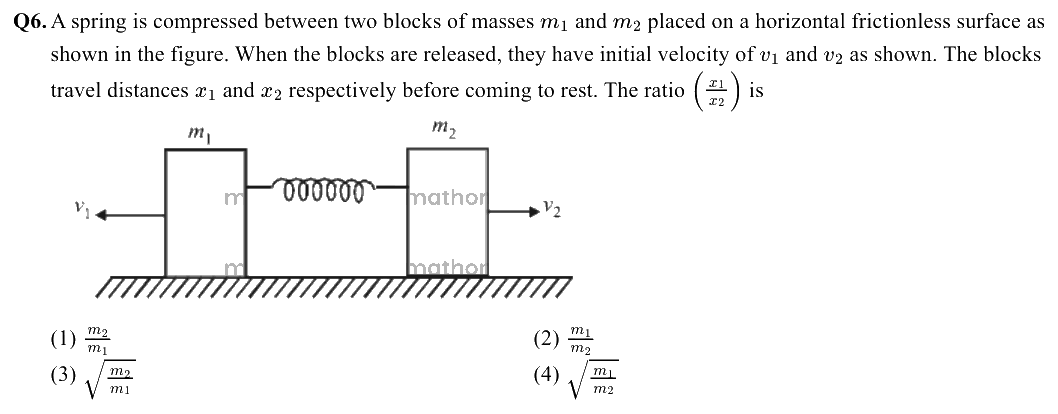 Q6. A spring is compressed between two blocks of masses m₁ and m₂ placed on a horizontal frictionless surface as
shown in the figure. When the blocks are released, they have initial velocity of v₁ and v₂ as shown. The blocks
travel distances x₁ and x₂ respectively before coming to rest. The ratio (x₁/x₂) is
m₁ m₂
m mathon
v₁ v₂
m mathon
(1) m₂/m₁ (2) m₁/m₂
(3) √(m₂/m₁) (4) √(m₁/m₂)